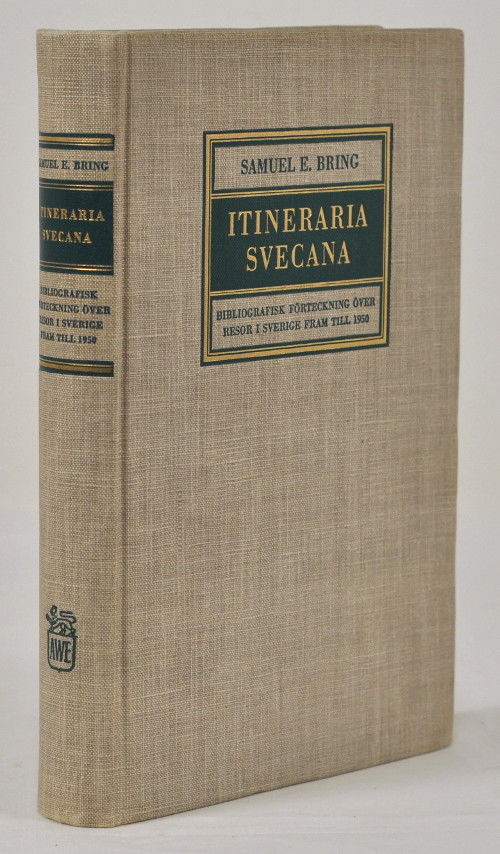 SAMUEL E. BRING
ITINERARIA
SVECANA
BIBLIOGRAFISK FÖRTECKNING ÖVER
RESOR I SVERIGE FRAM TILL 1950
SAMUEL E. BRING
ITINERARIA
SVECANA
BIBLIOGRAFISK
FÖRTECKNING ÖVER
RESOR I SVERIGE
FRAM TILL 1950
AWE